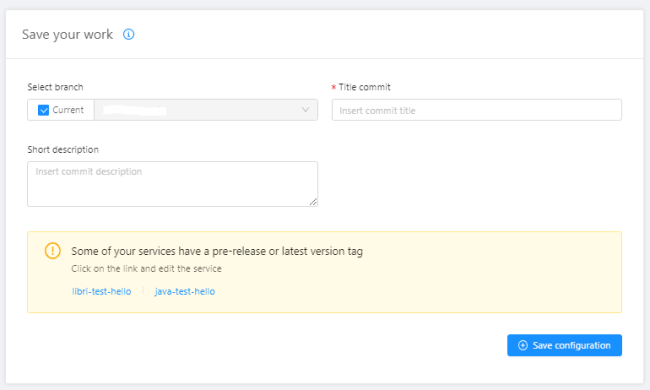 Save your work
Select branch
* Title commit
Current
Insert commit title
Short description
Insert commit description
Some of your services have a pre-release or latest version tag
Click on the link and edit the service
libri-test-hello
java-test-hello
Save configuration